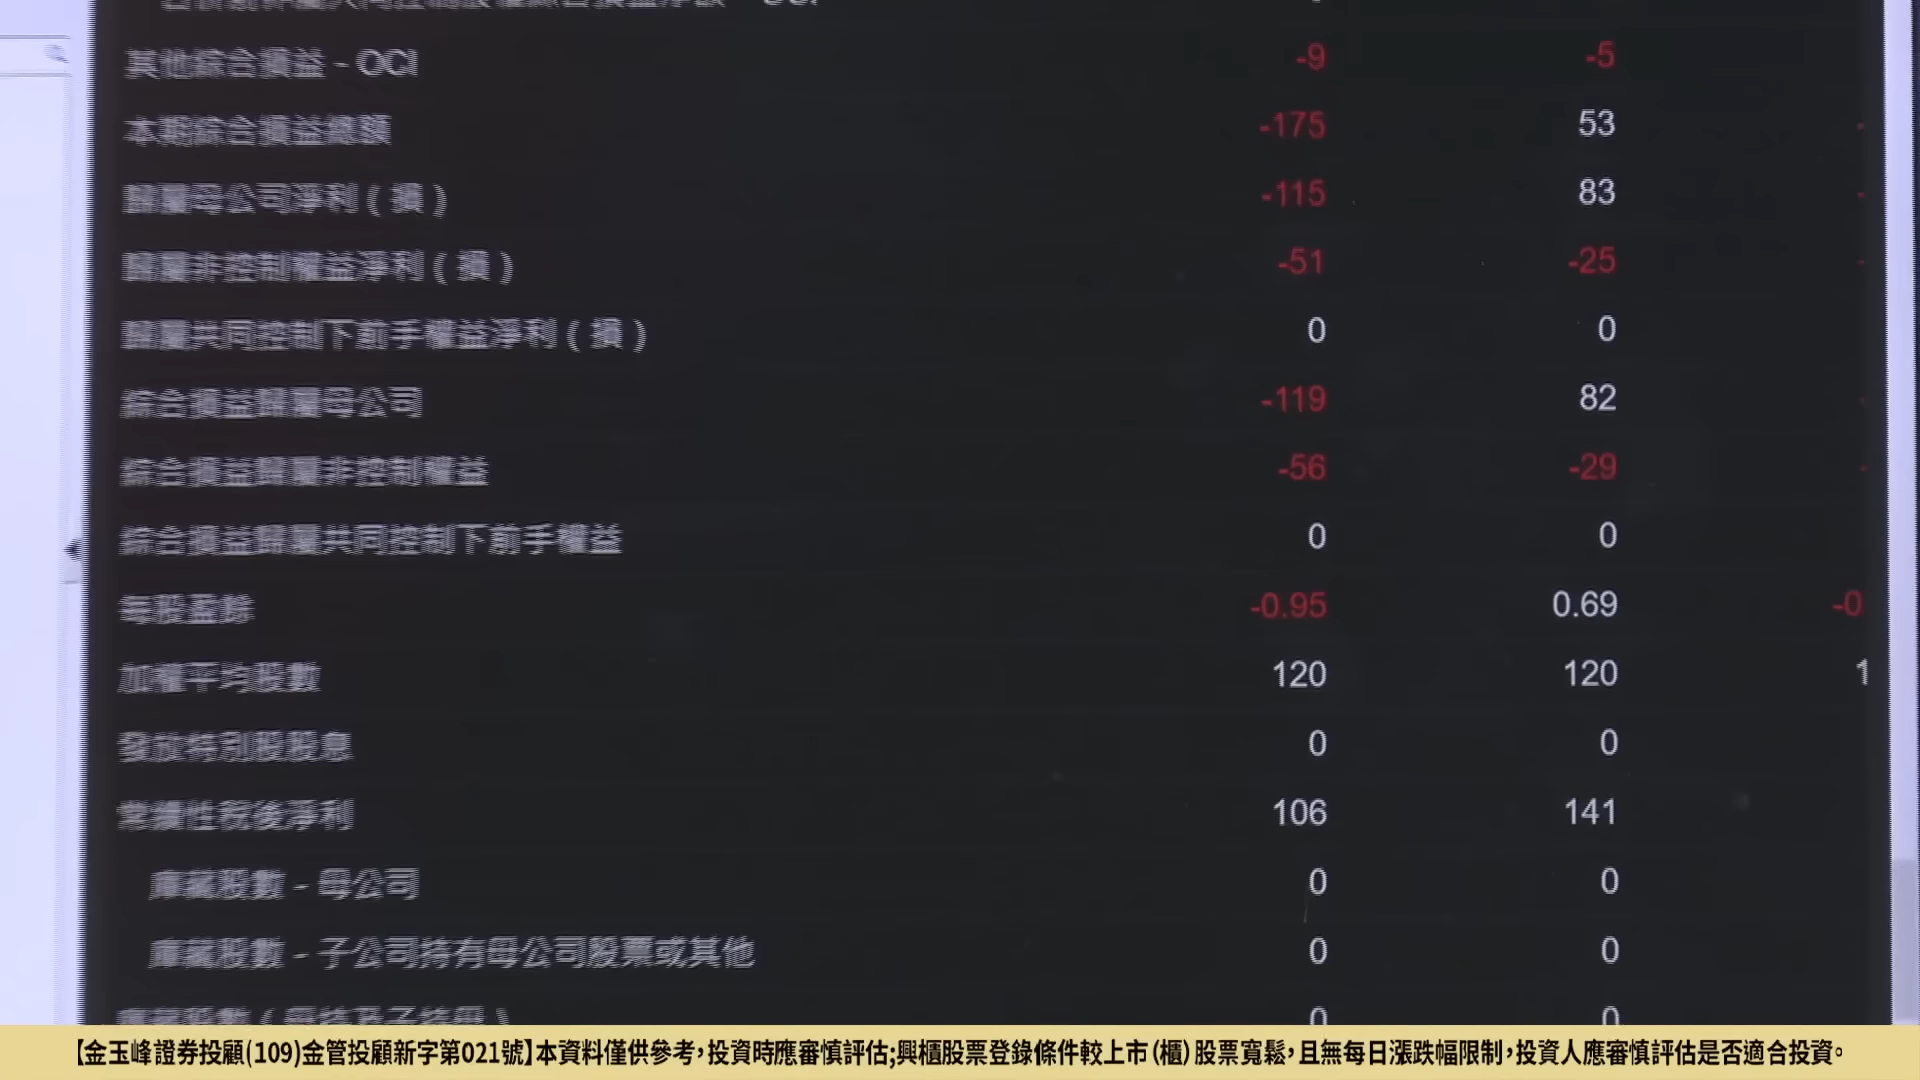 其他綜合損益 - OCI -9 -5
本期綜合損益總額 -175 53 -
歸屬母公司淨利 ( 損 ) -115 83 -
歸屬非控制權益淨利 ( 損 ) -51 -25 -
歸屬共同控制下前手權益淨利 ( 損 ) 0 0
綜合損益歸屬母公司 -119 82
綜合損益歸屬非控制權益 -56 -29 -
綜合損益歸屬共同控制下前手權益 0 0
每股盈餘 -0.95 0.69 -0
加權平均股數 120 120 1
發放特別股股息 0 0
常續性稅後淨利 106 141
庫藏股數 - 母公司 0 0
庫藏股數 - 子公司持有母公司股票或其他 0 0
0 0
【金玉峰證券投顧(109)金管投顧新字第021號】本資料僅供參考，投資時應審慎評估;興櫃股票登錄條件較上市(櫃)股票寬鬆，且無每日漲跌幅限制，投資人應審慎評估是否適合投資。